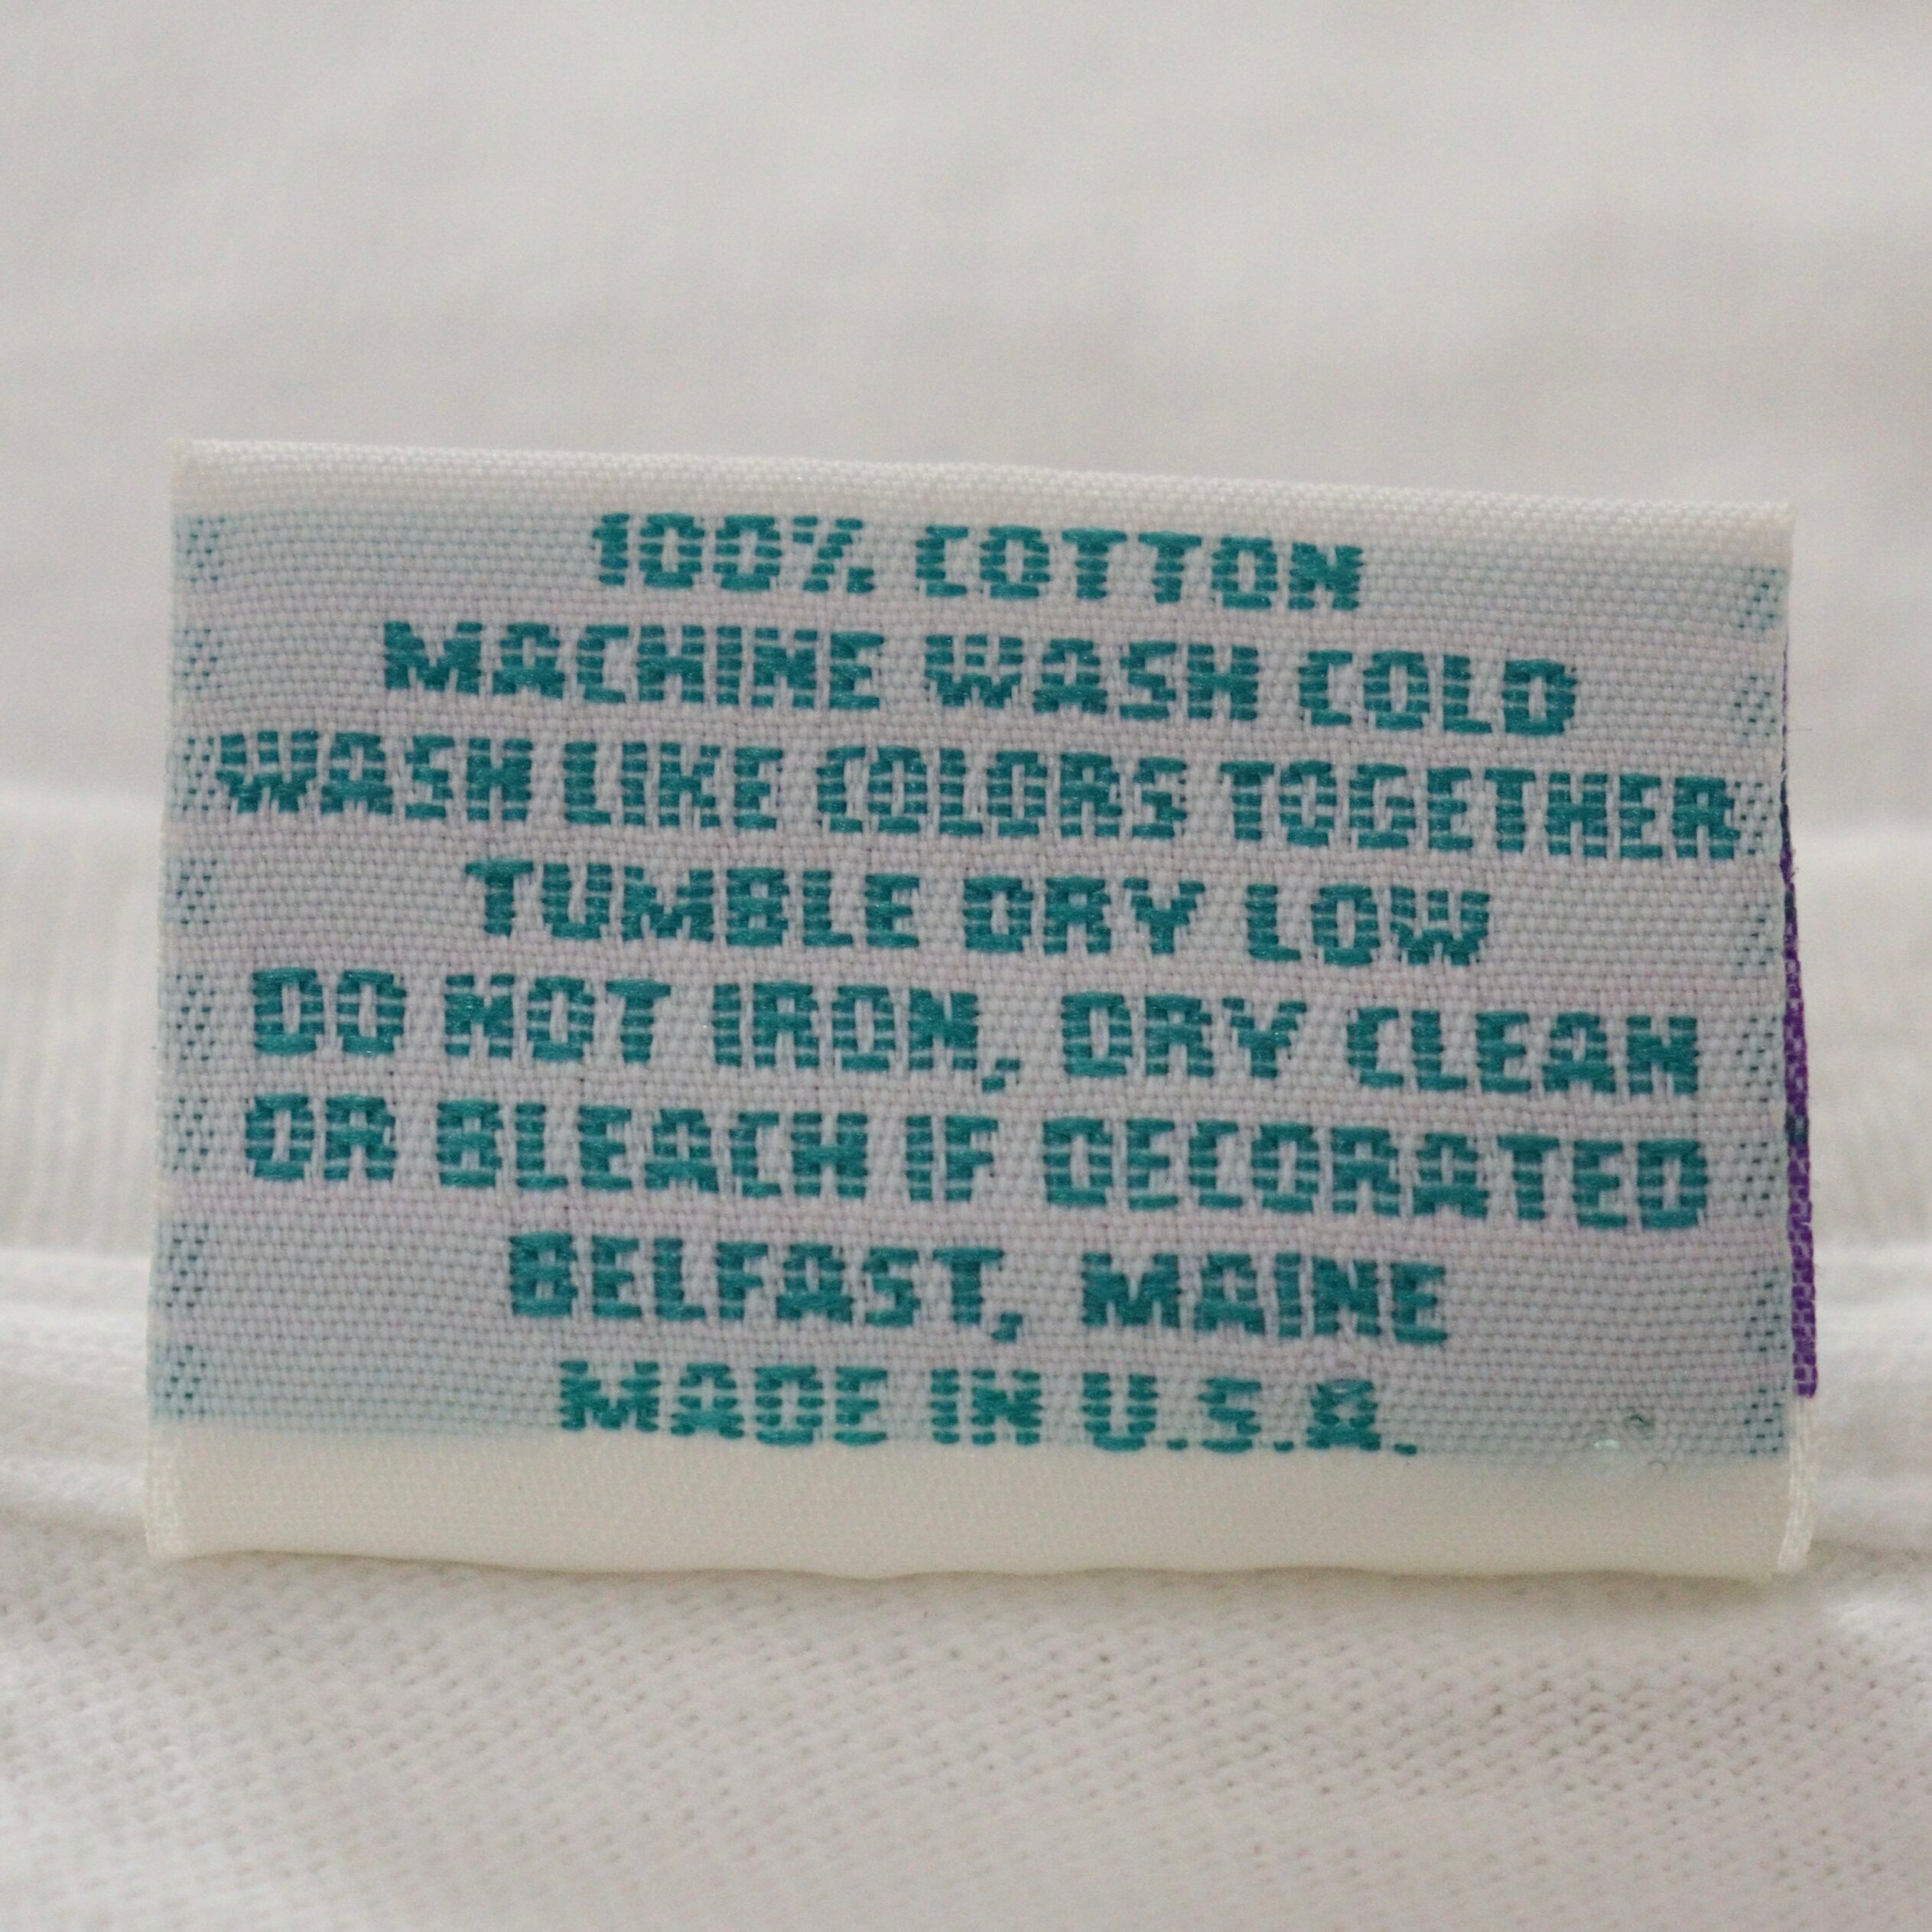 100% COTTON
MACHINE WASH COLD
WASH LIKE COLORS TOGETHER
TUMBLE DRY LOW
DO NOT IRON, DRY CLEAN
OR BLEACH IF DECORATED
BELFAST, MAINE
MADE IN U.S.A.